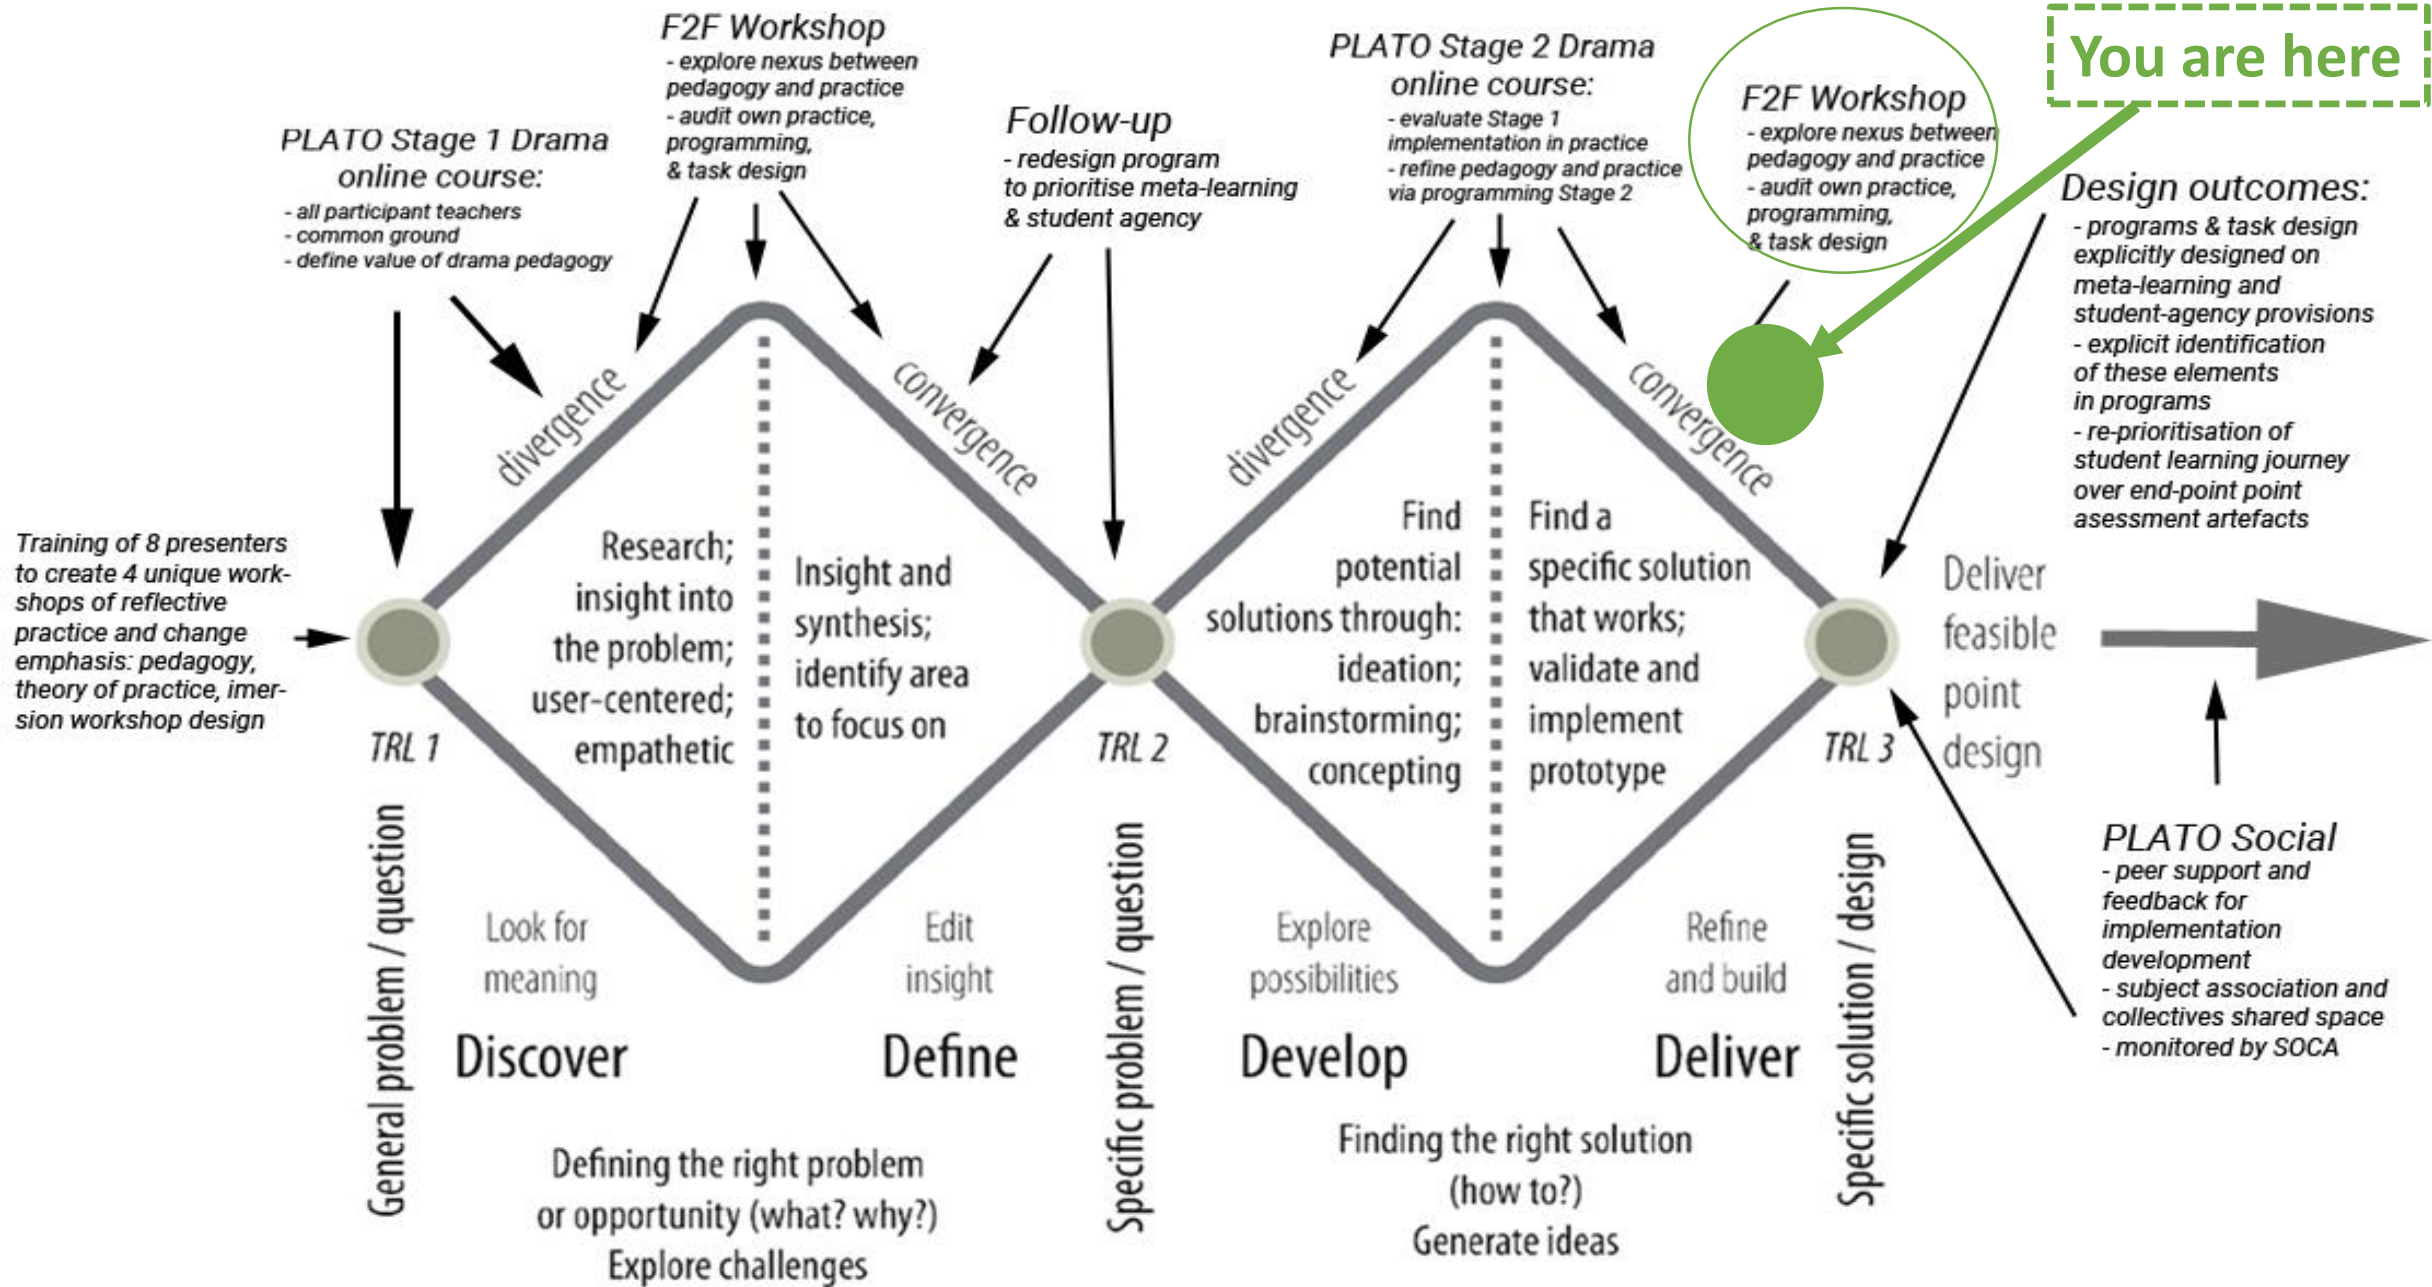 F2F Workshop
- explore nexus between
pedagogy and practice
- audit own practice,
programming,
& task design
PLATO Stage 1 Drama
online course:
- all participant teachers
- common ground
- define value of drama pedagogy
Follow-up
- redesign program
to prioritise meta-learning
& student agency
PLATO Stage 2 Drama
online course:
- evaluate Stage 1
implementation in practice
- refine pedagogy and practice
via programming Stage 2
F2F Workshop
- explore nexus between
pedagogy and practice
- audit own practice,
programming,
& task design
You are here
Design outcomes:
- programs & task design
explicitly designed on
meta-learning and
student-agency provisions
- explicit identification
of these elements
in programs
- re-prioritisation of
student learning journey
over end-point point
asessment artefacts
divergence
convergence
divergence
convergence
Training of 8 presenters
to create 4 unique work-
shops of reflective
practice and change
emphasis: pedagogy,
theory of practice, imer-
sion workshop design
Research;
insight into
the problem;
user-centered;
empathetic
Insight and
synthesis;
identify area
to focus on
Find
potential
solutions through:
ideation;
brainstorming;
concepting
Find a
specific solution
that works;
validate and
implement
prototype
Deliver
feasible
point
design
TRL 1
TRL 2
TRL 3
General problem / question
Specific problem / question
Specific solution / design
Look for
meaning
Edit
insight
Explore
possibilities
Refine
and build
Discover
Define
Develop
Deliver
Defining the right problem
or opportunity (what? why?)
Explore challenges
Finding the right solution
(how to?)
Generate ideas
PLATO Social
- peer support and
feedback for
implementation
development
- subject association and
collectives shared space
- monitored by SOCA